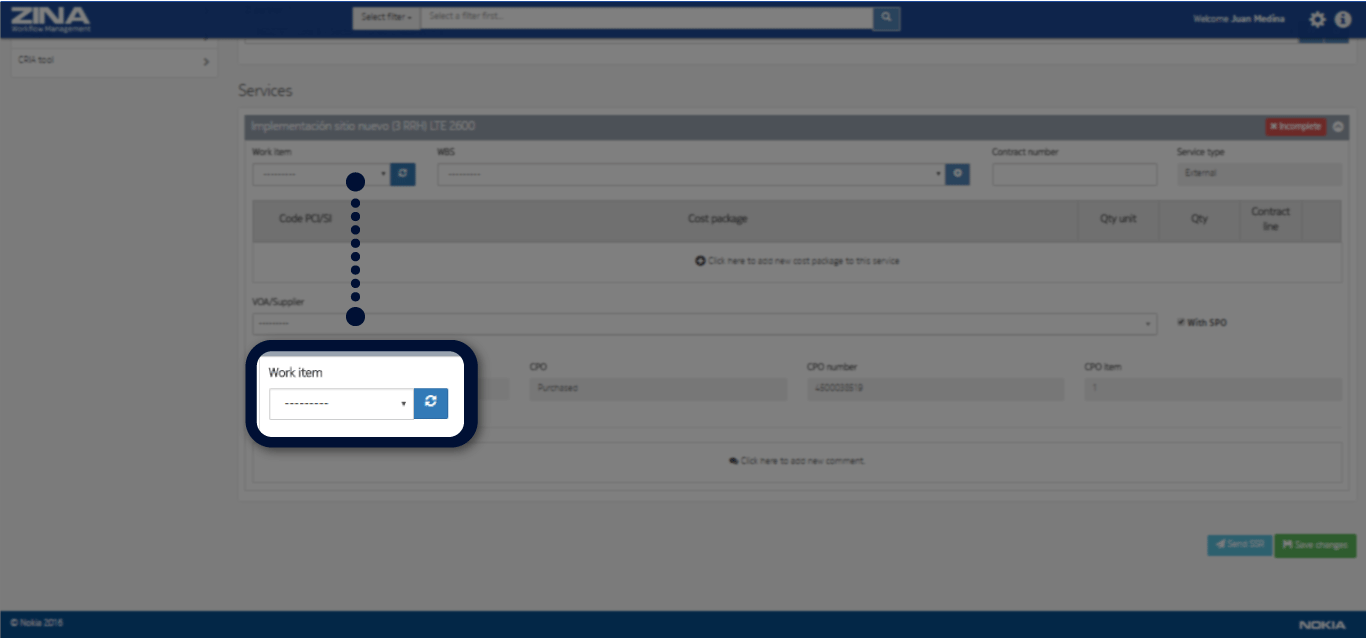 ZINA
Workflow Management
Select filter
Select a filter first...
Welcome Juan Medina
CRIA tool
Services
Implementación sitio nuevo (3 RRH) LTE 2600
Incomplete
Work item
WBS
Contract number
Service type
---------
---------
External
Code PCI/SI
Cost package
Qty unit
Qty
Contract
line
Click here to add new cost package to this service
VOA/Supplier
---------
With SPO
CPO
CPO number
CPO item
Purchased
1
Work item
---------
Click here to add new comment.
Send SSR
Save changes
© Nokia 2016
NOKIA